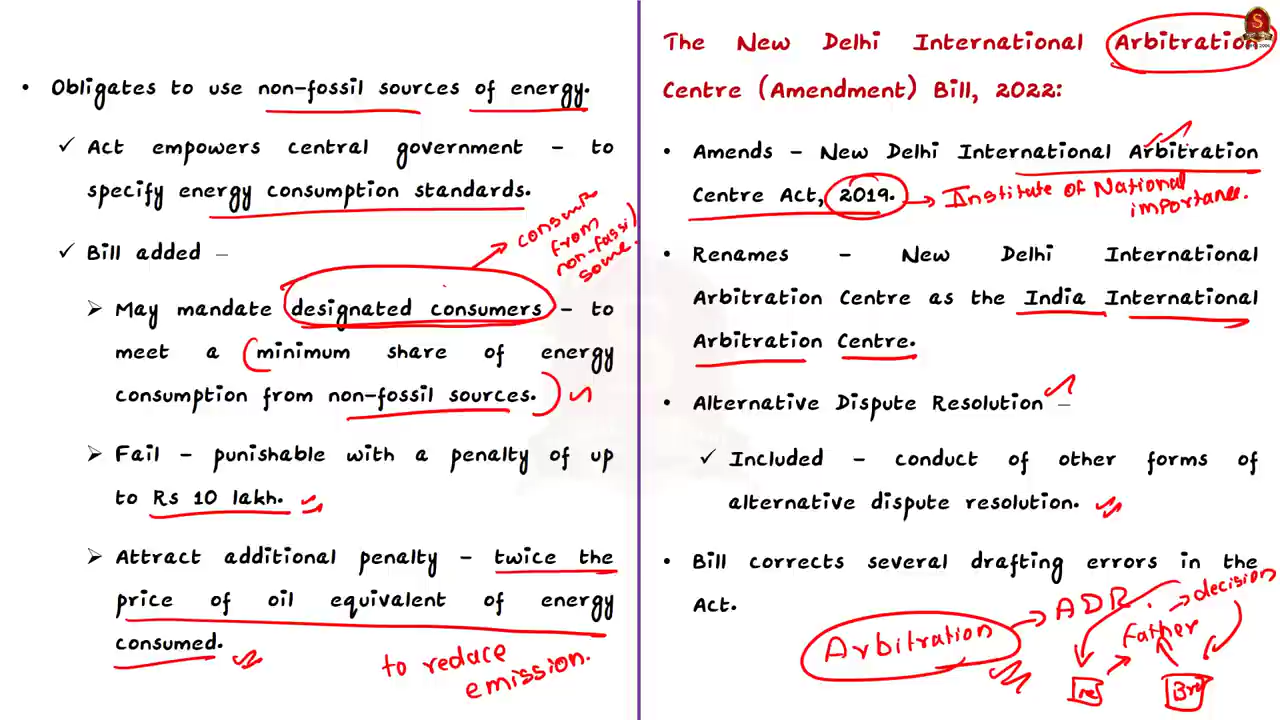 • Obligates to use non-fossil sources of energy.
✓ Act empowers central government - to
specify energy consumption standards.
✓ Bill added -
➢ May mandate designated consumers - to
meet a minimum share of energy
consumption from non-fossil sources.
➢ Fail - punishable with a penalty of up
to Rs 10 lakh.
➢ Attract additional penalty - twice the
price of oil equivalent of energy
consumed.
consume
from
non-fossil
some.
to reduce
emission.
The New Delhi International Arbitration
Centre (Amendment) Bill, 2022:
• Amends - New Delhi International Arbitration
Centre Act, 2019.
Institute of National
importance.
• Renames - New Delhi International
Arbitration Centre as the India International
Arbitration Centre.
• Alternative Dispute Resolution -
✓ Included - conduct of other forms of
alternative dispute resolution.
• Bill corrects several drafting errors in the
Act.
Arbitration
ADR.
decision
Father